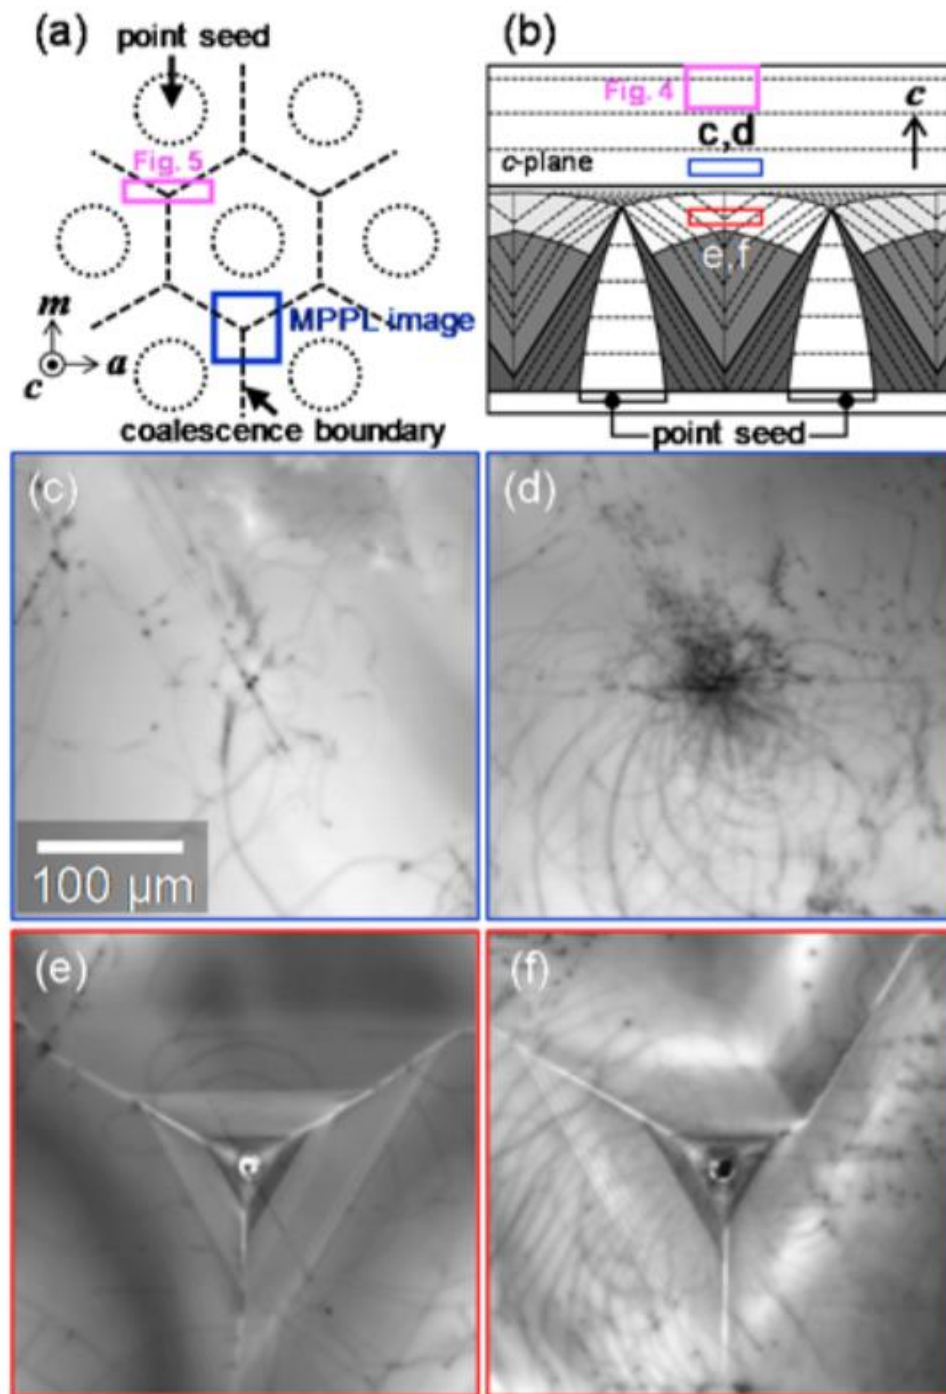 (a)
point seed
Fig. 5
m
c
a
MPPL image
coalescence boundary
(b)
Fig. 4
c
c,d
c-plane
e,f
point seed
(c)
100 µm
(d)
(e)
(f)